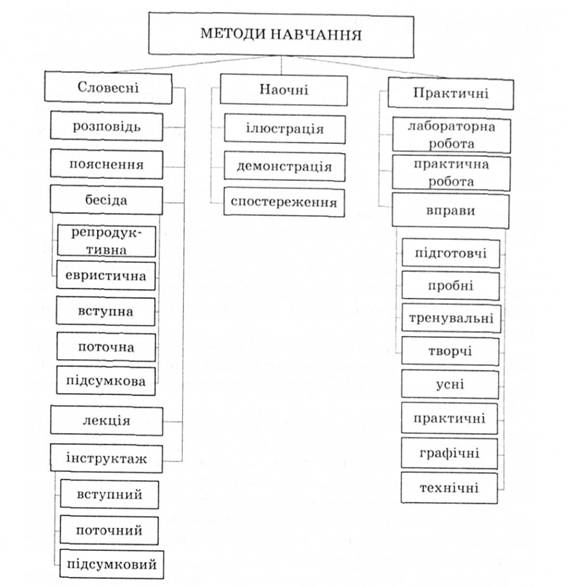 МЕТОДИ НАВЧАННЯ
Словесні
розповідь
пояснення
бесіда
репродук-
тивна
евристична
вступна
поточна
підсумкова
лекція
інструктаж
вступний
поточний
підсумковий
Наочні
ілюстрація
демонстрація
спостереження
Практичні
лабораторна
робота
практична
робота
вправи
підготовчі
пробні
тренувальні
творчі
усні
практичні
графічні
технічні